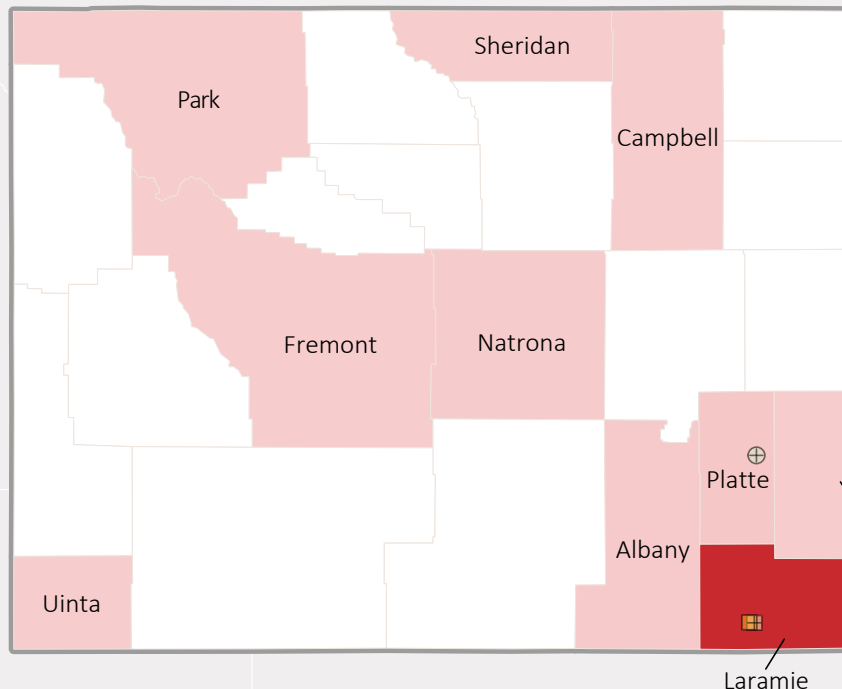 Sheridan
Park
Campbell
Fremont
Natrona
Platte
Albany
Uinta
Laramie